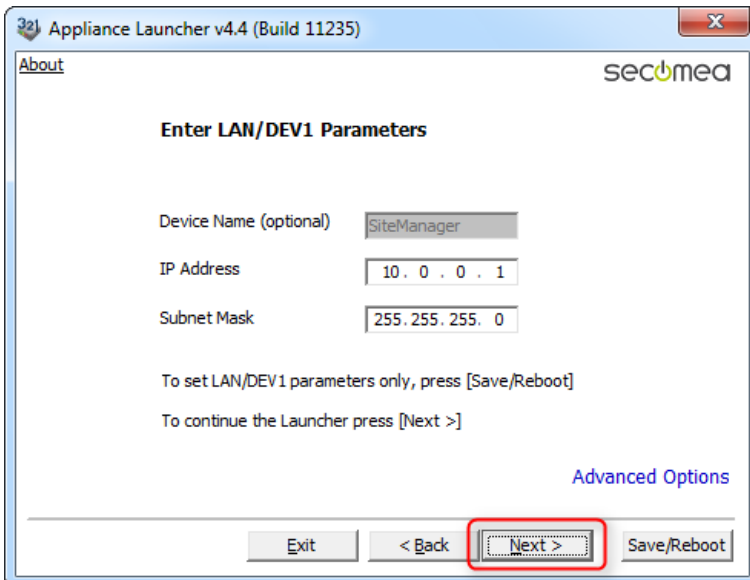 Appliance Launcher v4.4 (Build 11235)
About
secomea
Enter LAN/DEV1 Parameters
Device Name (optional) SiteManager
IP Address 10 . 0 . 0 . 1
Subnet Mask 255.255.255. 0
To set LAN/DEV1 parameters only, press [Save/Reboot]
To continue the Launcher press [Next >]
Advanced Options
Exit < Back Next > Save/Reboot